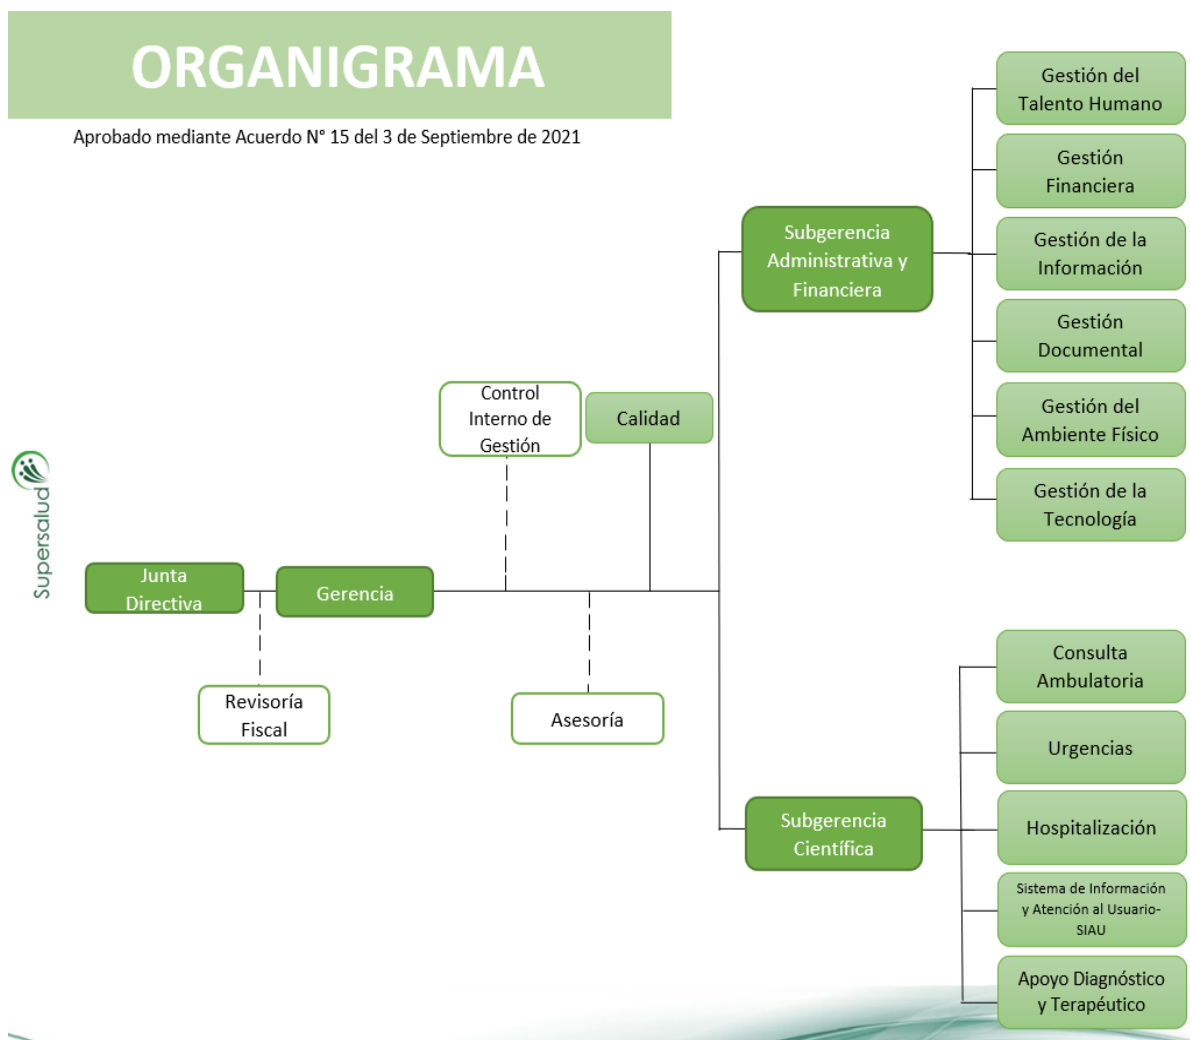 ORGANIGRAMA
Aprobado mediante Acuerdo N° 15 del 3 de Septiembre de 2021
Supersalud
Junta
Directiva
Gerencia
Revisoría
Fiscal
Control
Interno de
Gestión
Calidad
Asesoría
Subgerencia
Administrativa y
Financiera
Gestión del
Talento Humano
Gestión
Financiera
Gestión de la
Información
Gestión
Documental
Gestión del
Ambiente Físico
Gestión de la
Tecnología
Subgerencia
Científica
Consulta
Ambulatoria
Urgencias
Hospitalización
Sistema de Información
y Atención al Usuario-
SIAU
Apoyo Diagnóstico
y Terapéutico